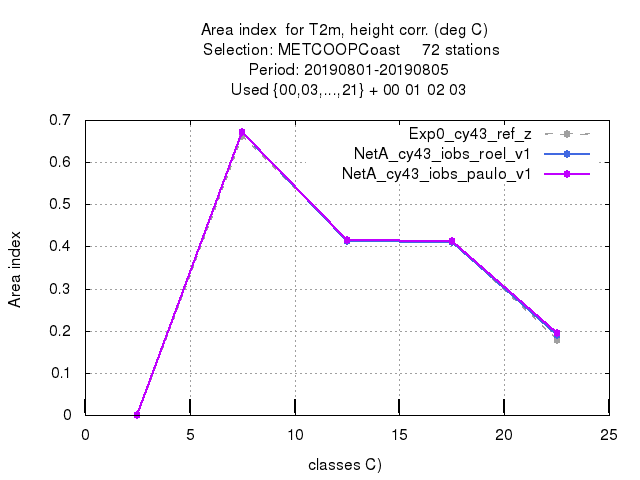 Area index  for T2m, height corr. (deg C)
Selection: METCOOPCoast     72 stations
Period: 20190801-20190805
Used {00,03,...,21} + 00 01 02 03
Exp0_cy43_ref_z
NetA_cy43_iobs_roel_v1
NetA_cy43_iobs_paulo_v1
Area index
0.7
0.6
0.5
0.4
0.3
0.2
0.1
0
0 5 10 15 20 25
classes C)